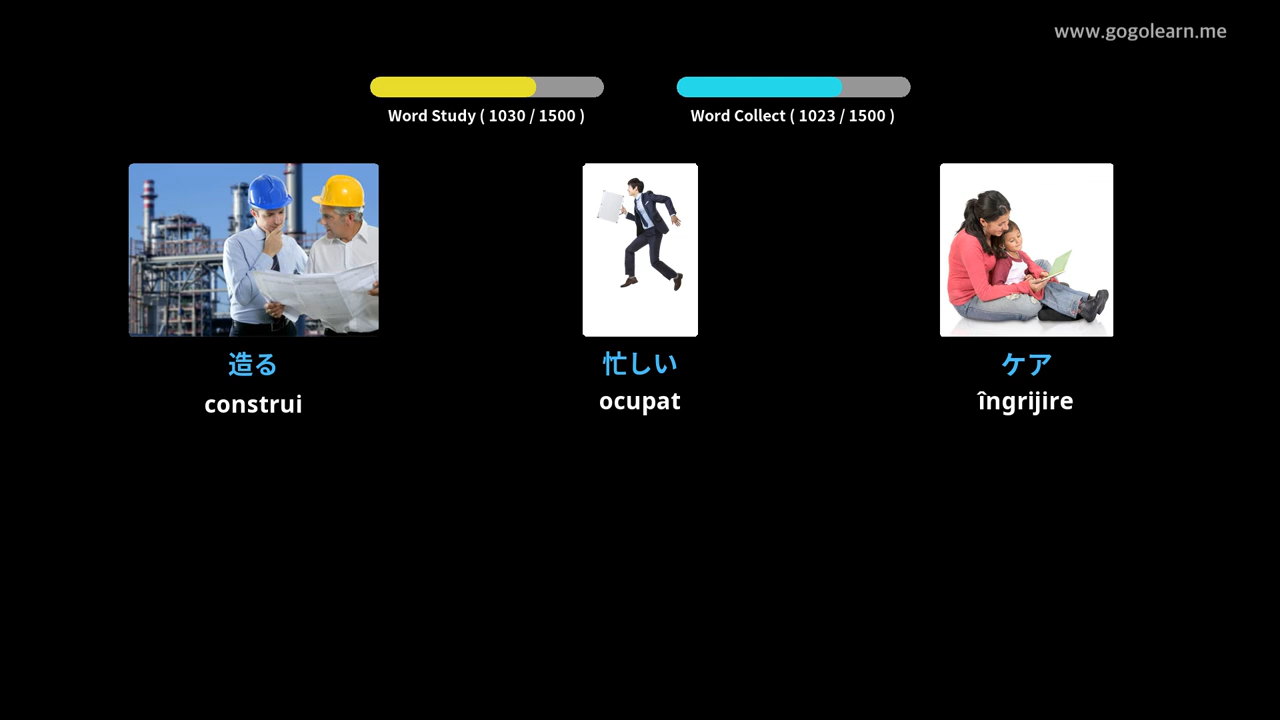 www.gogolearn.me
Word Study ( 1030 / 1500 )
Word Collect ( 1023 / 1500 )
造る
construi
忙しい
ocupat
ケア
îngrijire